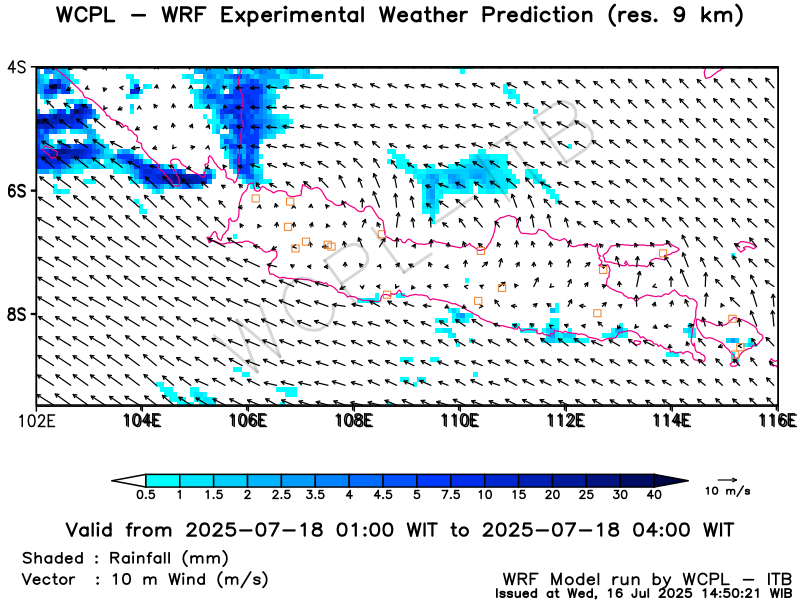 WCPL – WRF Experimental Weather Prediction (res. 9 km)
4S
6S
8S
WCPL-ITB
102E 104E 106E 108E 110E 112E 114E 116E
0.5 1 1.5 2 2.5 3.5 4 4.5 5 7.5 10 15 20 25 30 40
10 m/s
Valid from 2025-07-18 01:00 WIT to 2025-07-18 04:00 WIT
Shaded : Rainfall (mm)
Vector : 10 m Wind (m/s)
WRF Model run by WCPL – ITB
Issued at Wed, 16 Jul 2025 14:50:21 WIB